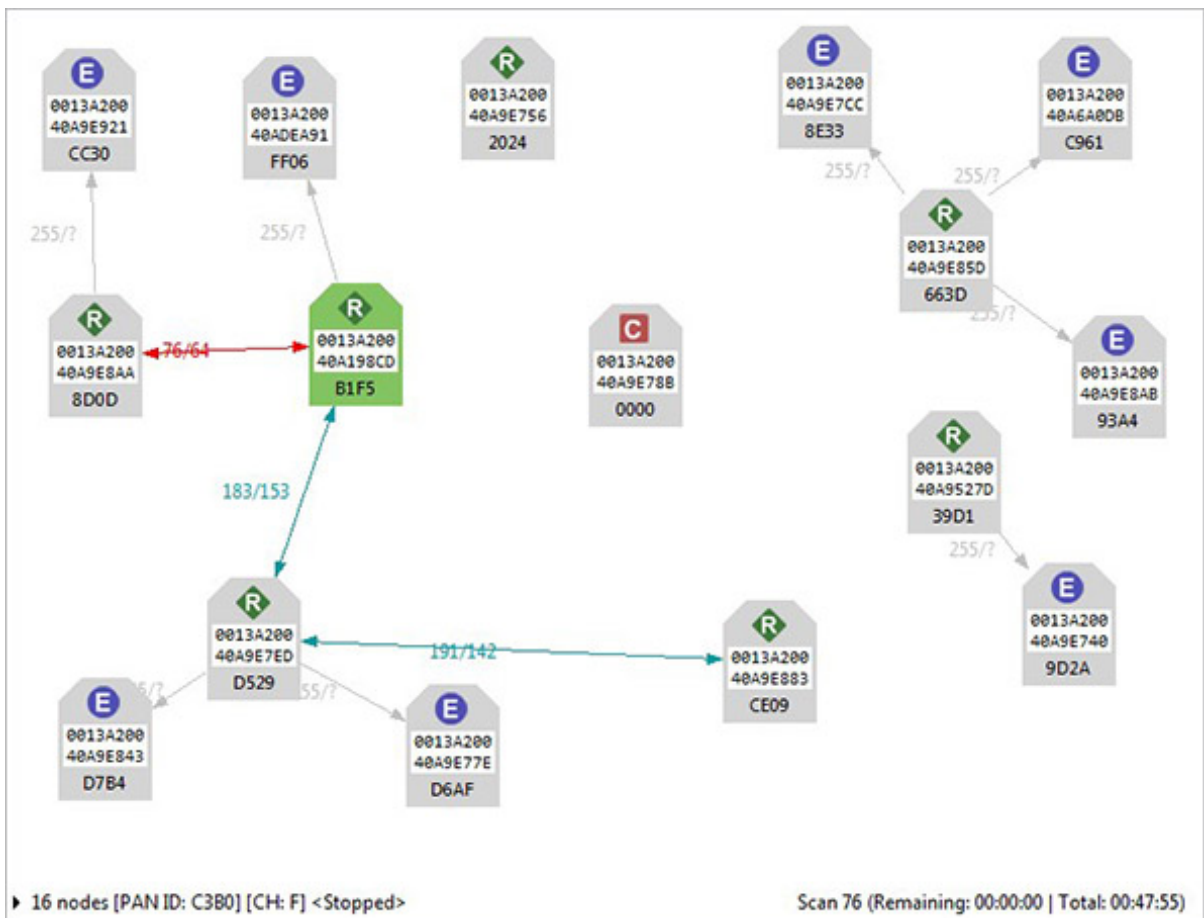 E
0013A200
40A9E921
CC30
E
0013A200
40ADEA91
FF06
R
0013A200
40A9E756
2024
E
0013A200
40A9E7CC
8E33
E
0013A200
40A6A0DB
C961
255/?
255/?
255/?
255/?
R
0013A200
40A9E85D
663D
255/?
R
0013A200
40A9E8AA
8D0D
76/64
R
0013A200
40A198CD
B1F5
C
0013A200
40A9E78B
0000
E
0013A200
40A9E8AB
93A4
R
0013A200
40A9527D
39D1
255/?
183/153
E
0013A200
40A9E740
9D2A
R
0013A200
40A9E7ED
D529
191/142
R
0013A200
40A9E883
CE09
E
0013A200
40A9E843
D7B4
E
0013A200
40A9E77E
D6AF
16 nodes [PAN ID: C3B0] [CH: F] <Stopped>
Scan 76 (Remaining: 00:00:00 | Total: 00:47:55)